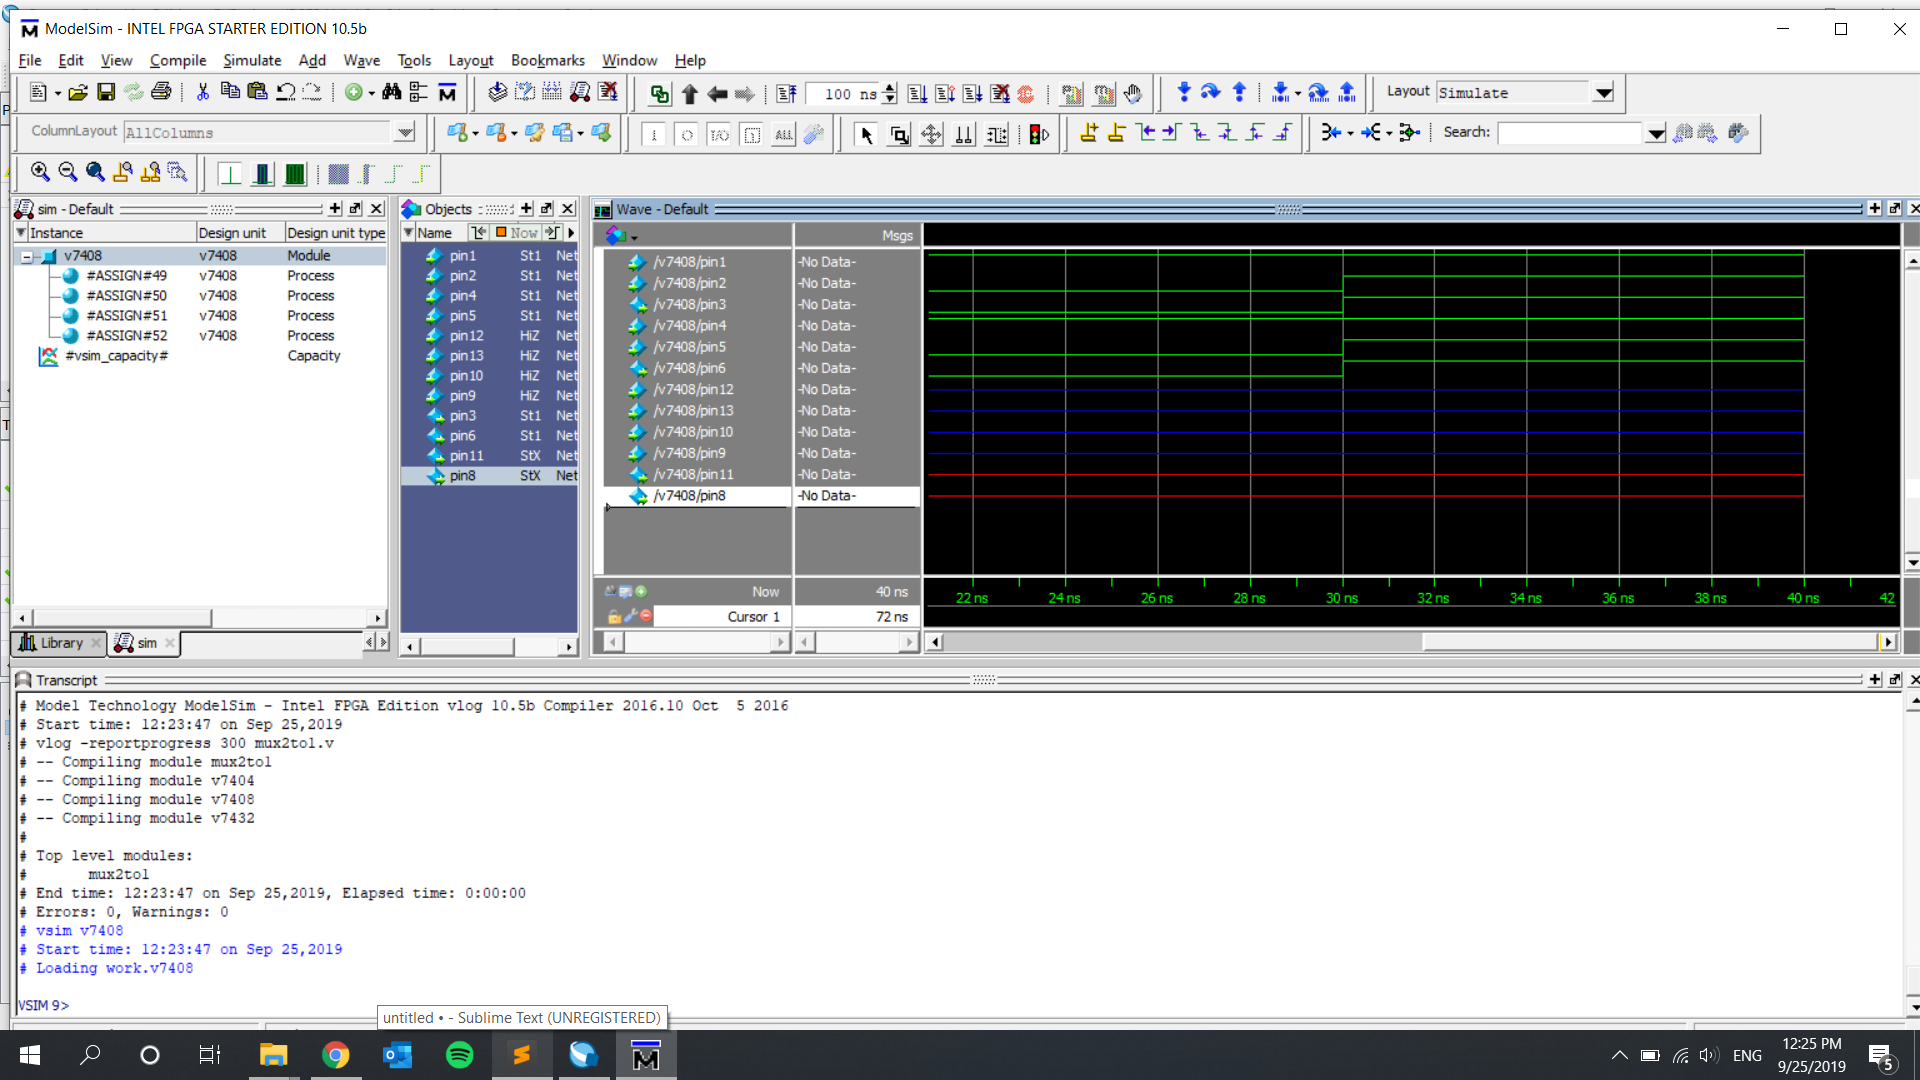 ModelSim - INTEL FPGA STARTER EDITION 10.5b
File Edit View Compile Simulate Add Wave Tools Layout Bookmarks Window Help
100 ns
Layout Simulate
ColumnLayout AllColumns
Search:
sim - Default
Instance Design unit Design unit type
v7408 v7408 Module
#ASSIGN#49 v7408 Process
#ASSIGN#50 v7408 Process
#ASSIGN#51 v7408 Process
#ASSIGN#52 v7408 Process
#vsim_capacity# Capacity
Library sim
Objects
Name Now
pin1 St1 Net
pin2 St1 Net
pin4 St1 Net
pin5 St1 Net
pin12 HiZ Net
pin13 HiZ Net
pin10 HiZ Net
pin9 HiZ Net
pin3 St1 Net
pin6 St1 Net
pin11 StX Net
pin8 StX Net
Wave - Default
Msgs
/v7408/pin1 -No Data-
/v7408/pin2 -No Data-
/v7408/pin3 -No Data-
/v7408/pin4 -No Data-
/v7408/pin5 -No Data-
/v7408/pin6 -No Data-
/v7408/pin12 -No Data-
/v7408/pin13 -No Data-
/v7408/pin10 -No Data-
/v7408/pin9 -No Data-
/v7408/pin11 -No Data-
/v7408/pin8 -No Data-
Now 40 ns
Cursor 1 72 ns
22 ns 24 ns 26 ns 28 ns 30 ns 32 ns 34 ns 36 ns 38 ns 40 ns 42
Transcript
# Model Technology ModelSim - Intel FPGA Edition vlog 10.5b Compiler 2016.10 Oct  5 2016
# Start time: 12:23:47 on Sep 25,2019
# vlog -reportprogress 300 mux2to1.v
# -- Compiling module mux2to1
# -- Compiling module v7404
# -- Compiling module v7408
# -- Compiling module v7432
#
# Top level modules:
#       mux2to1
# End time: 12:23:47 on Sep 25,2019, Elapsed time: 0:00:00
# Errors: 0, Warnings: 0
# vsim v7408
# Start time: 12:23:47 on Sep 25,2019
# Loading work.v7408
VSIM 9>
untitled • - Sublime Text (UNREGISTERED)
ENG
12:25 PM
9/25/2019
5